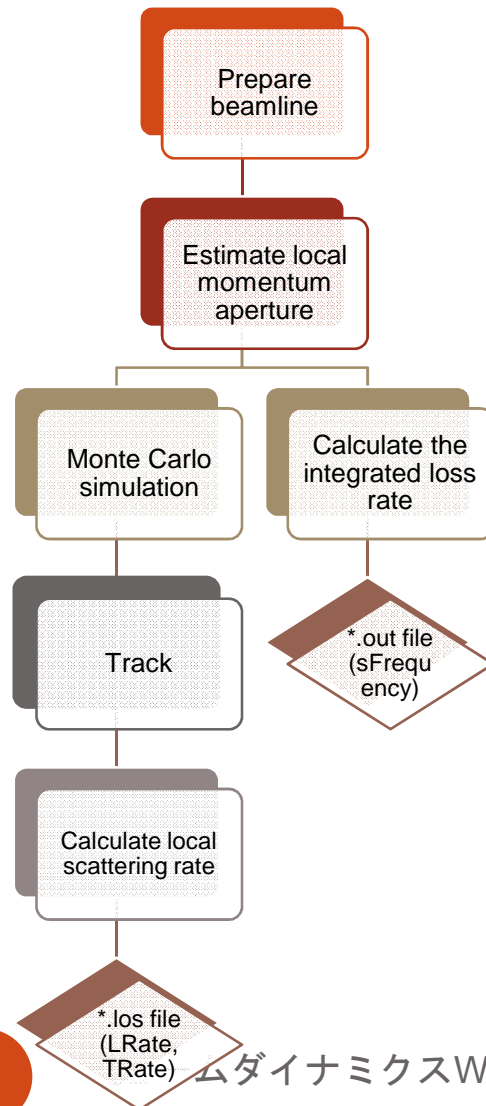 Prepare
beamline
Estimate local
momentum
aperture
Monte Carlo
simulation
Calculate the
integrated loss
rate
Track
*.out file
(sFrequ
ency)
Calculate local
scattering rate
*.los file
(LRate,
TRate)
ムダイナミクスW